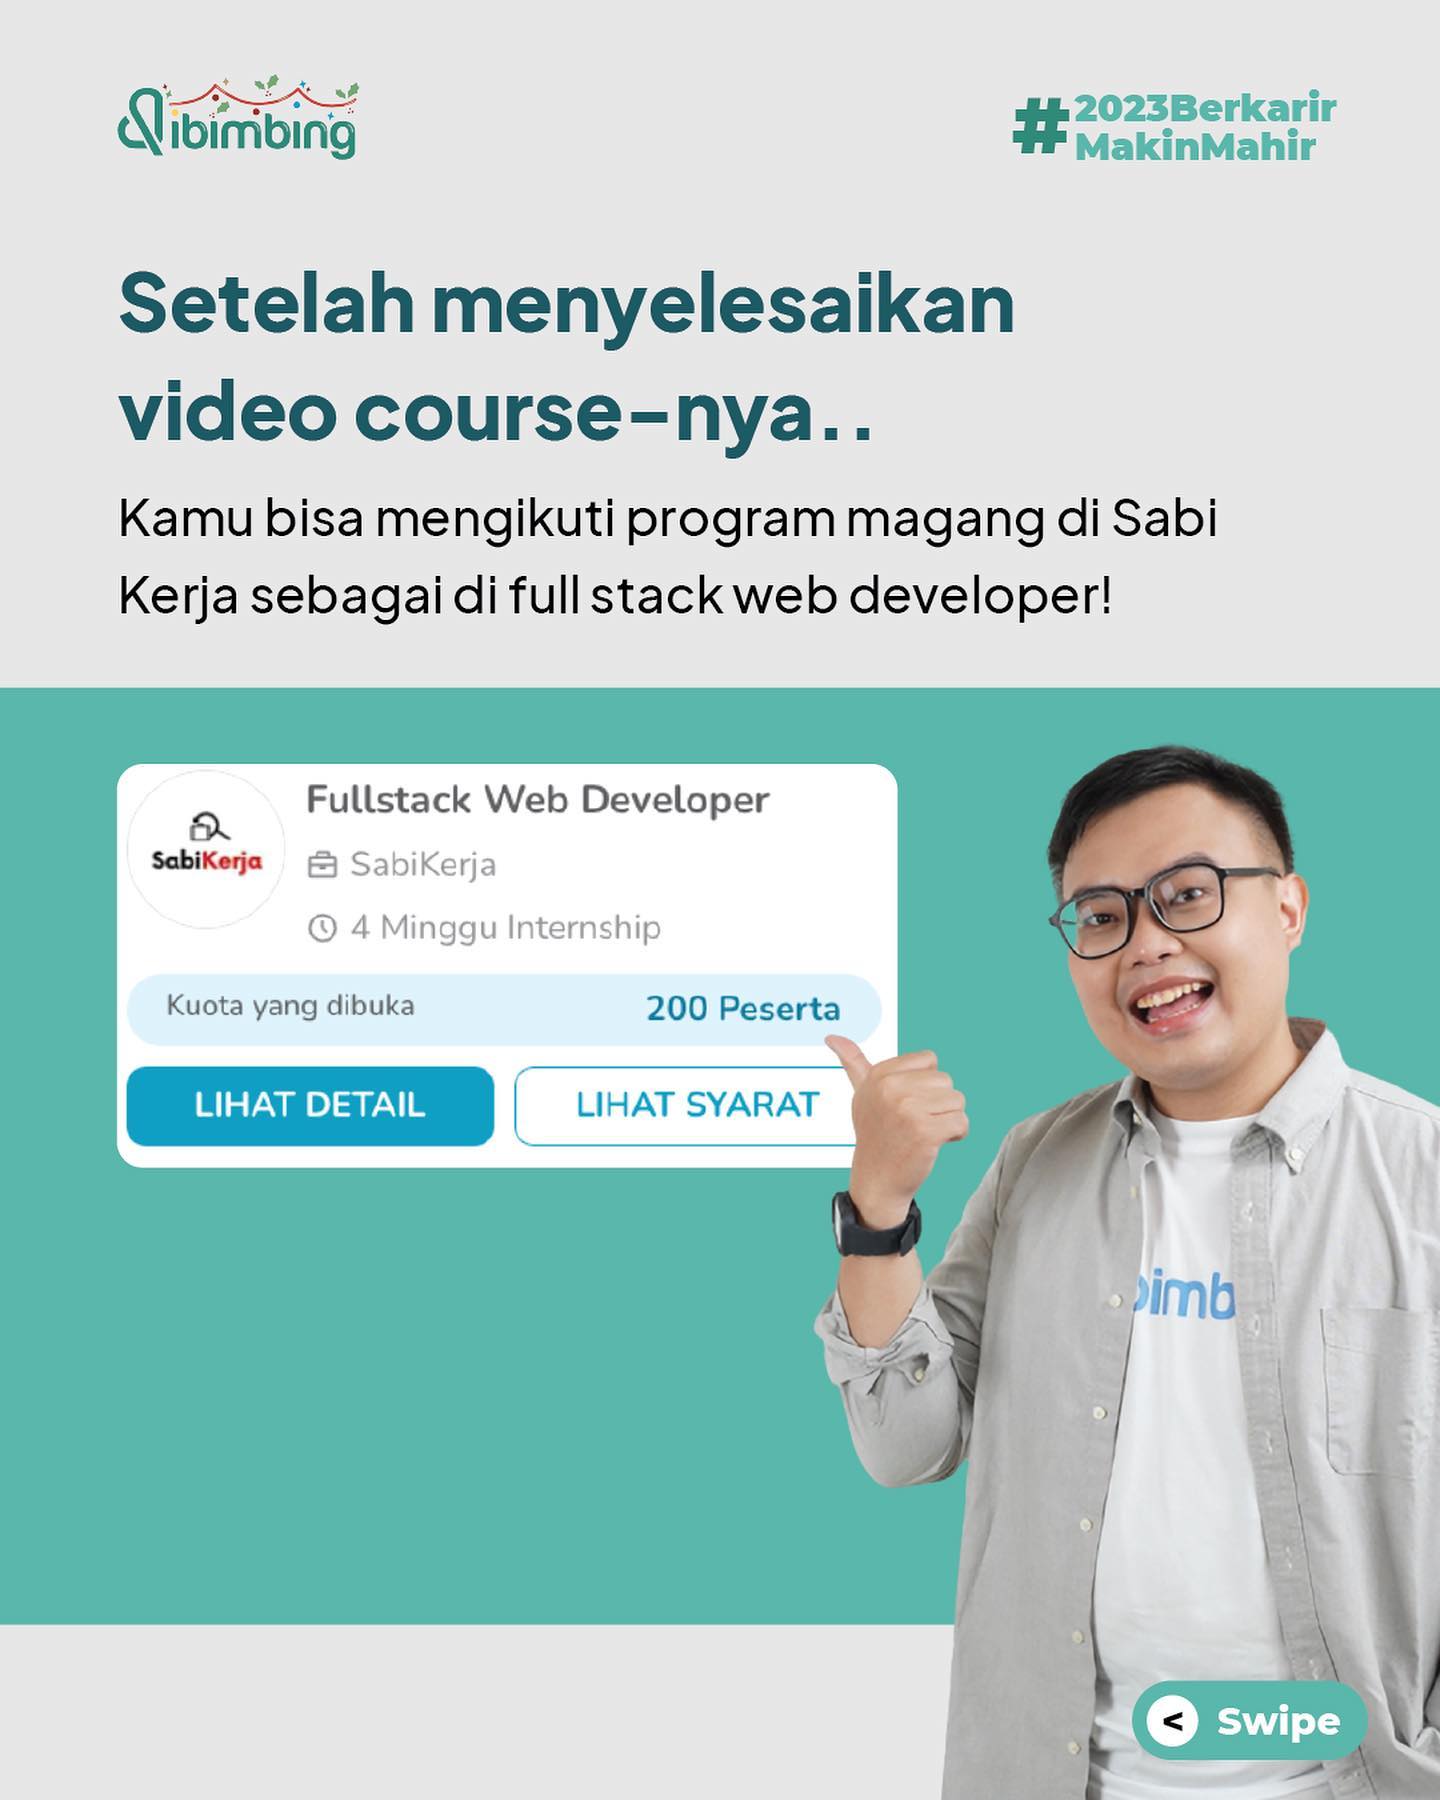 dibimbing
#2023Berkarir
MakinMahir
Setelah menyelesaikan
video course-nya..
Kamu bisa mengikuti program magang di Sabi
Kerja sebagai di full stack web developer!
SabiKerja
Fullstack Web Developer
SabiKerja
4 Minggu Internship
Kuota yang dibuka 200 Peserta
LIHAT DETAIL LIHAT SYARAT
bimb
< Swipe